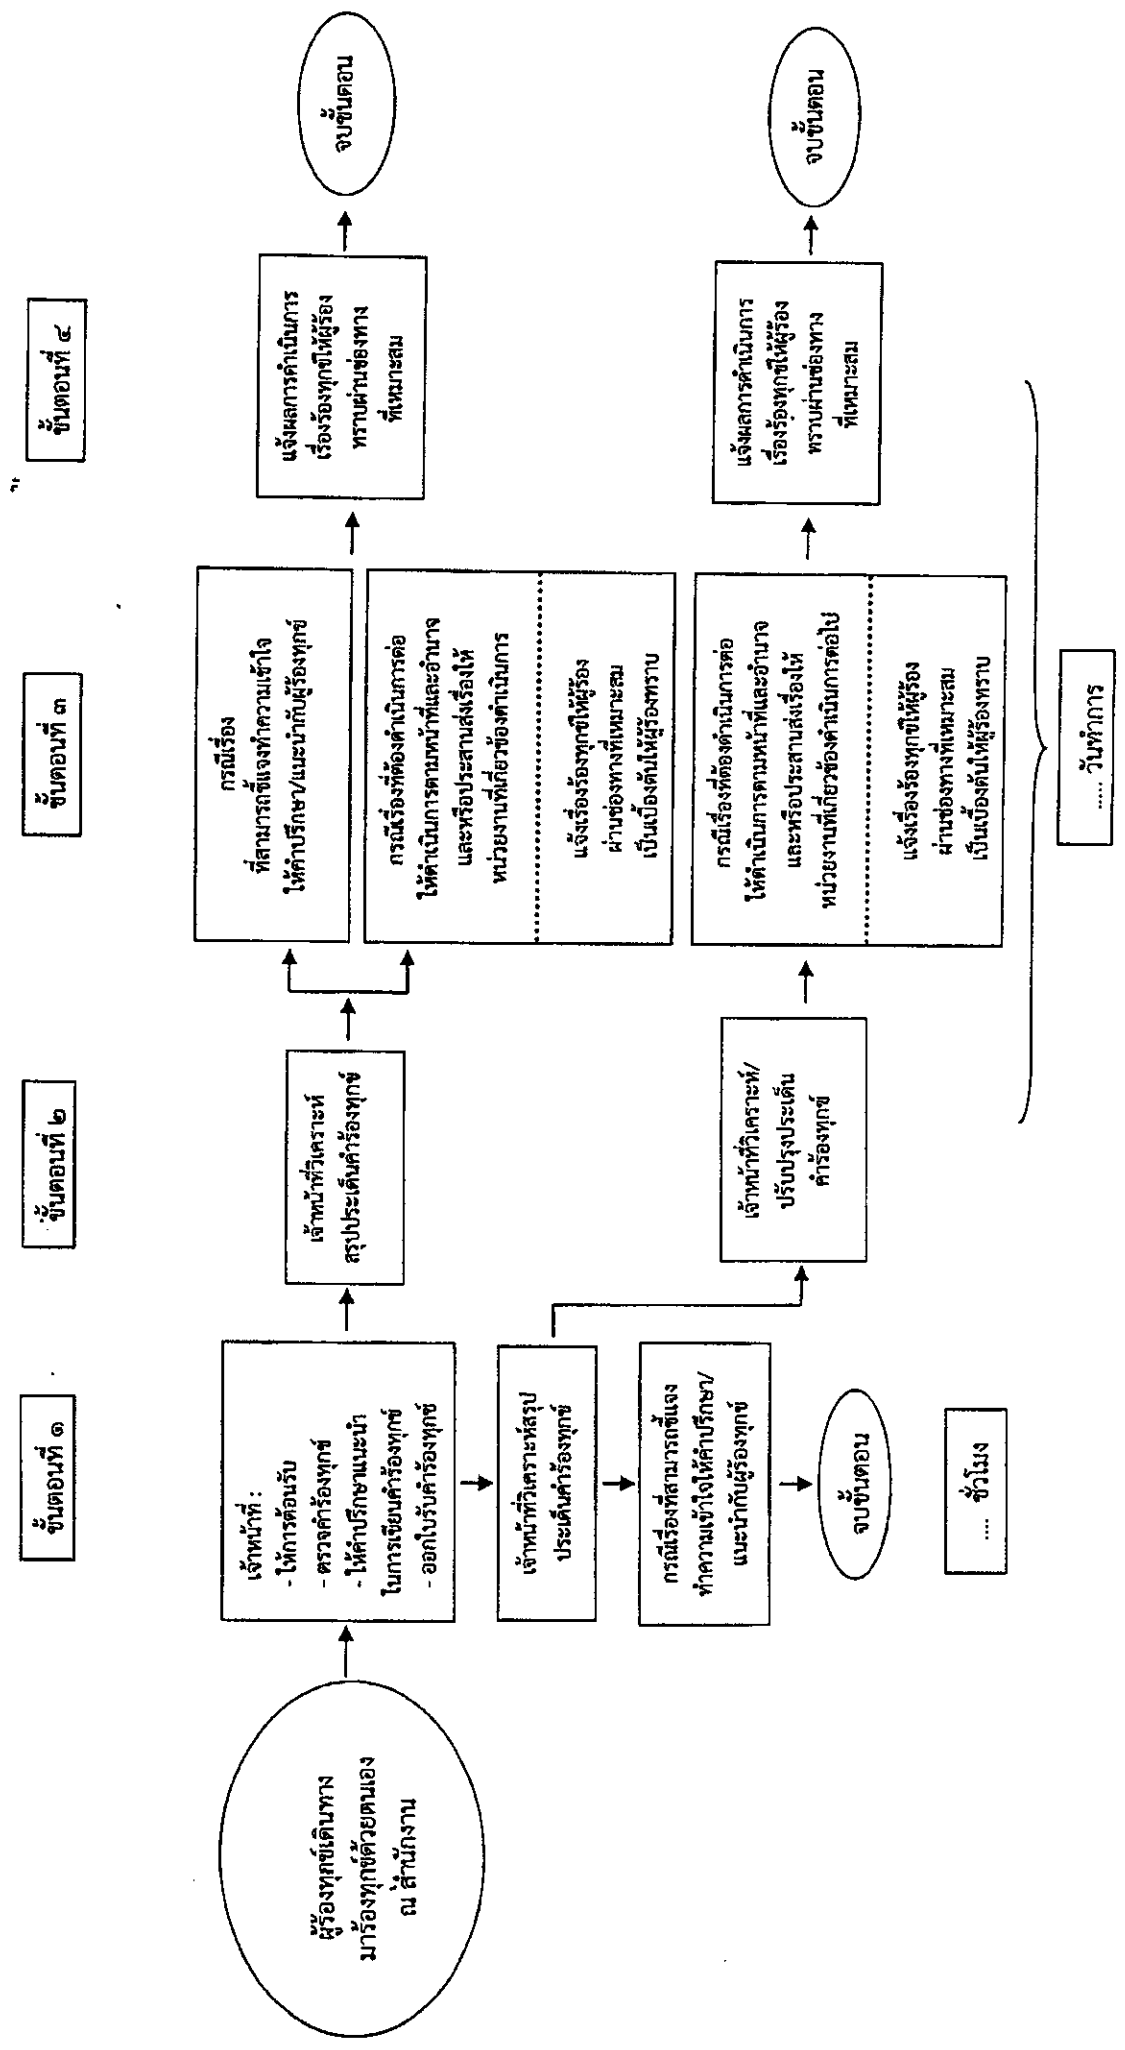 ขั้นตอนที่ ๑
ขั้นตอนที่ ๒
ขั้นตอนที่ ๓
ขั้นตอนที่ ๔
ผู้ร้องทุกข์เดินทาง
มาร้องทุกข์ด้วยตนเอง
ณ สำนักงาน
เจ้าหน้าที่ :
- ให้การต้อนรับ
- ตรวจคำร้องทุกข์
- ให้คำปรึกษาแนะนำ
ในการเขียนคำร้องทุกข์
- ออกใบรับคำร้องทุกข์
เจ้าหน้าที่วิเคราะห์
สรุปประเด็นคำร้องทุกข์
กรณีเรื่อง
ที่สามารถชี้แจงทำความเข้าใจ
ให้คำปรึกษา/แนะนำกับผู้ร้องทุกข์
กรณีเรื่องที่ต้องดำเนินการต่อ
ให้ดำเนินการตามหน้าที่และอำนาจ
และหรือประสานส่งเรื่องให้
หน่วยงานที่เกี่ยวข้องดำเนินการ
แจ้งเรื่องร้องทุกข์ให้ผู้ร้อง
ผ่านช่องทางที่เหมาะสม
เป็นเบื้องต้นให้ผู้ร้องทราบ
แจ้งผลการดำเนินการ
เรื่องร้องทุกข์ให้ผู้ร้อง
ทราบผ่านช่องทาง
ที่เหมาะสม
จบขั้นตอน
เจ้าหน้าที่วิเคราะห์สรุป
ประเด็นคำร้องทุกข์
กรณีเรื่องที่สามารถชี้แจง
ทำความเข้าใจให้คำปรึกษา/
แนะนำกับผู้ร้องทุกข์
จบขั้นตอน
เจ้าหน้าที่วิเคราะห์/
ปรับปรุงประเด็น
คำร้องทุกข์
กรณีเรื่องที่ต้องดำเนินการต่อ
ให้ดำเนินการตามหน้าที่และอำนาจ
และหรือประสานส่งเรื่องให้
หน่วยงานที่เกี่ยวข้องดำเนินการต่อไป
แจ้งเรื่องร้องทุกข์ให้ผู้ร้อง
ผ่านช่องทางที่เหมาะสม
เป็นเบื้องต้นให้ผู้ร้องทราบ
แจ้งผลการดำเนินการ
เรื่องร้องทุกข์ให้ผู้ร้อง
ทราบผ่านช่องทาง
ที่เหมาะสม
จบขั้นตอน
.... ชั่วโมง
..... วันทำการ